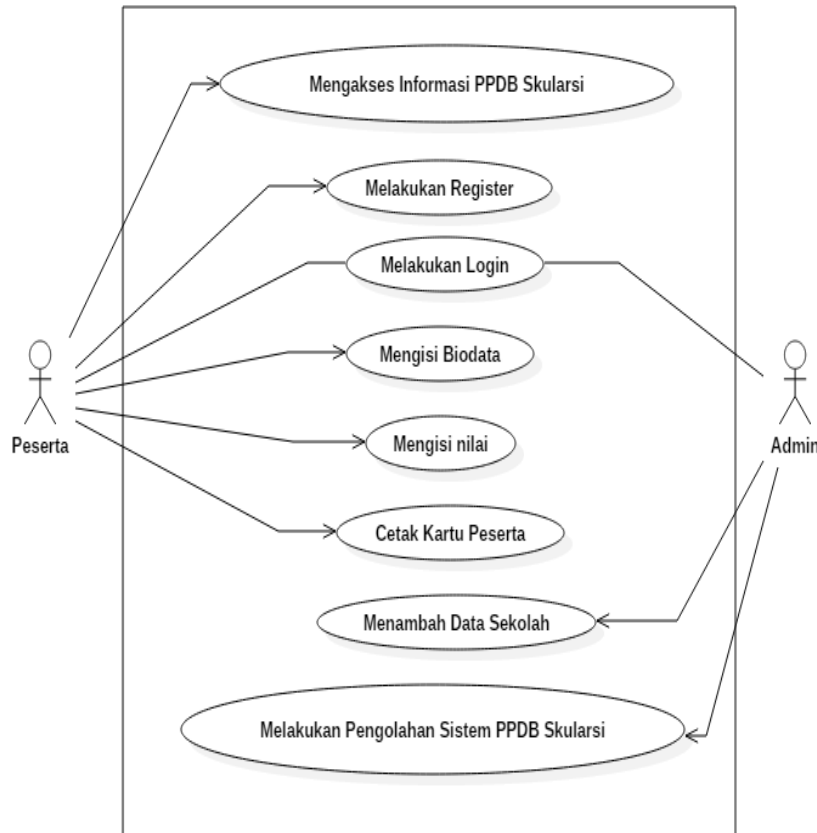 Mengakses Informasi PPDB Skularsi
Melakukan Register
Melakukan Login
Mengisi Biodata
Peserta
Admin
Mengisi nilai
Cetak Kartu Peserta
Menambah Data Sekolah
Melakukan Pengolahan Sistem PPDB Skularsi